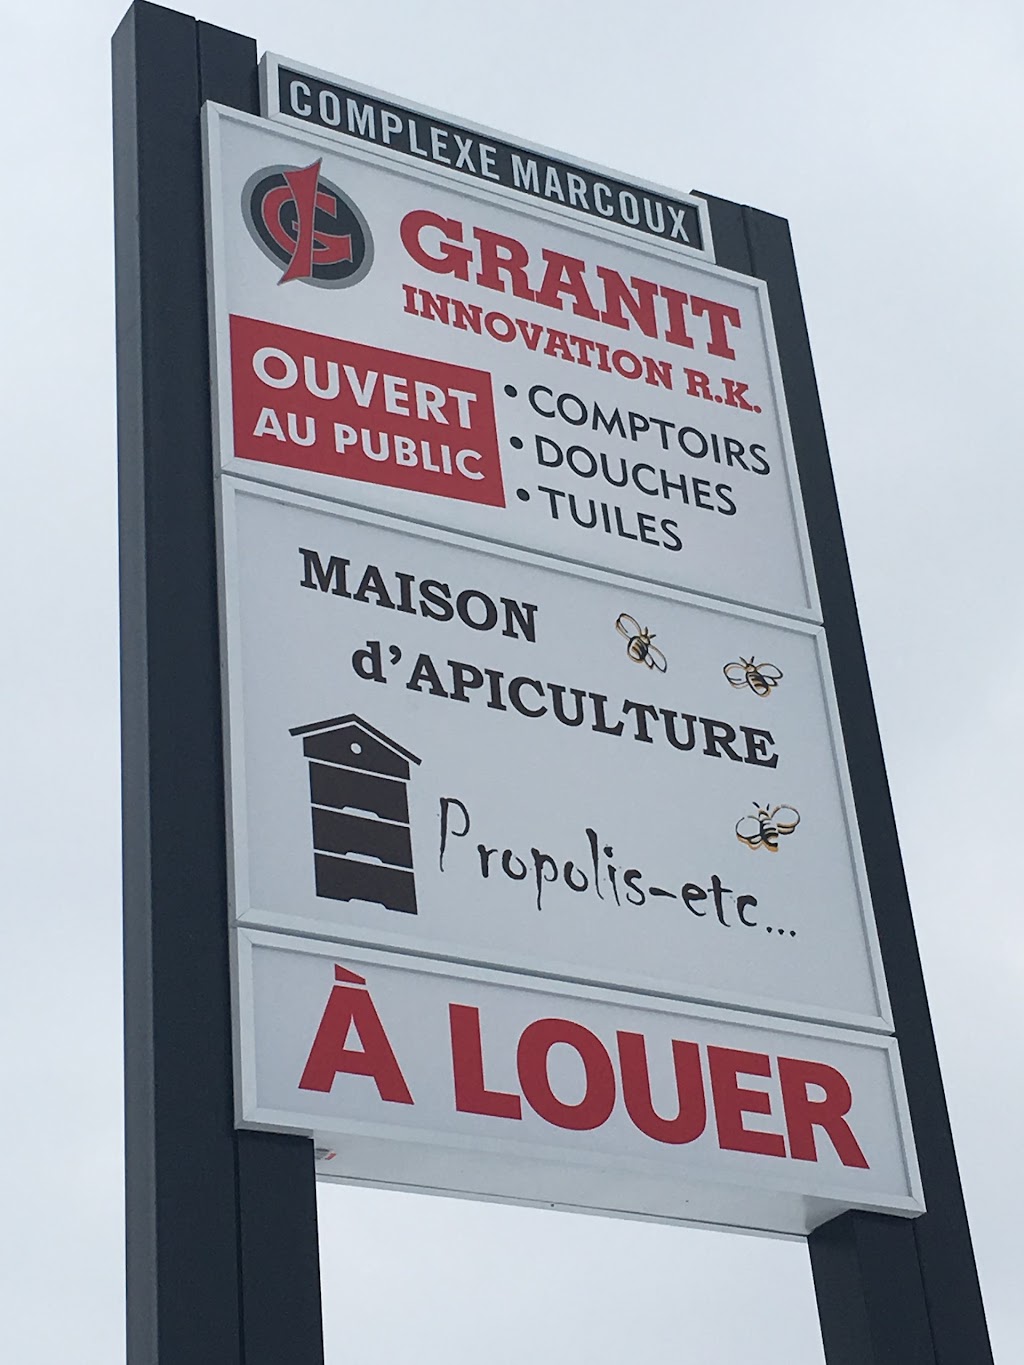 COMPLEXE MARCOUX
GRANIT
INNOVATION R.K.
OUVERT
AU PUBLIC
• COMPTOIRS
• DOUCHES
• TUILES
MAISON
d'APICULTURE
Propolis-etc...
À LOUER